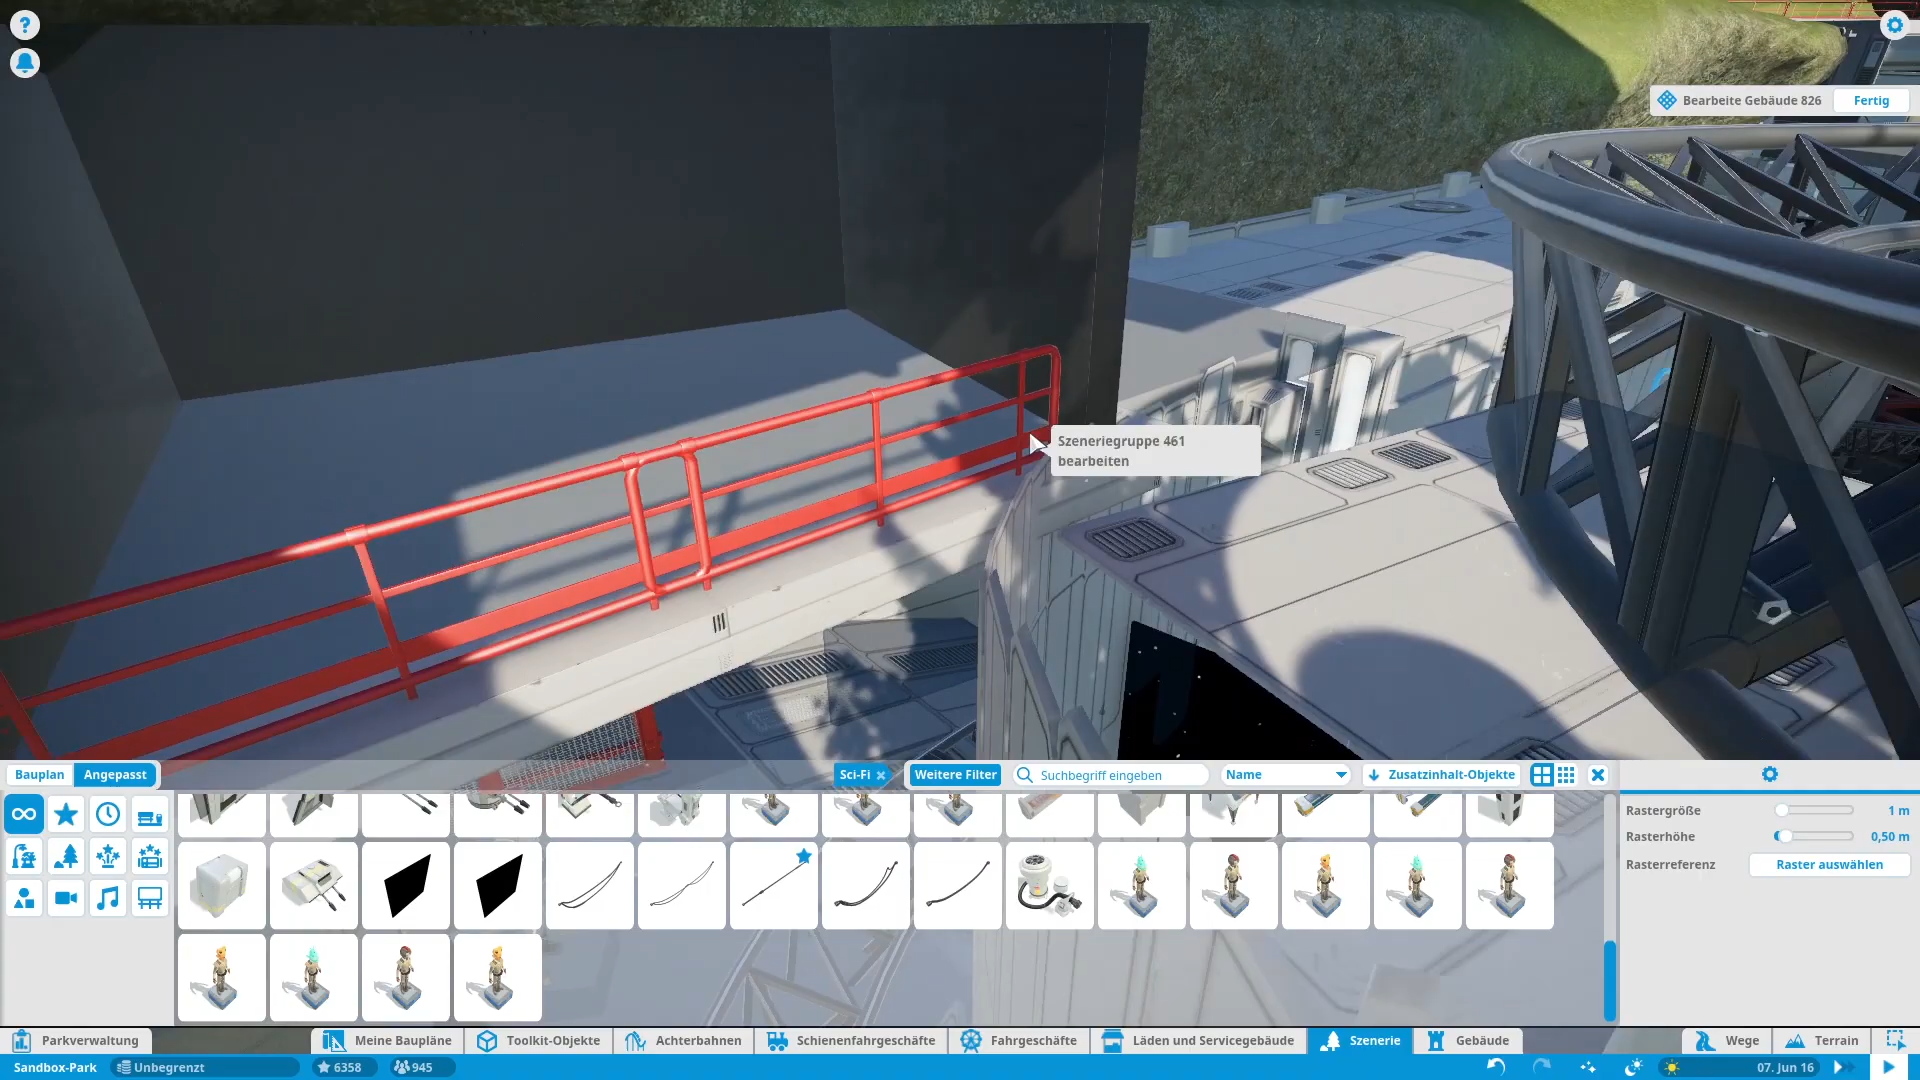 ?
Bearbeite Gebäude 826
Fertig
Szeneriegruppe 461
bearbeiten
Bauplan
Angepasst
Sci-Fi
Weitere Filter
Suchbegriff eingeben
Name
Zusatzinhalt-Objekte
Rastergröße
1 m
Rasterhöhe
0,50 m
Rasterreferenz
Raster auswählen
Parkverwaltung
Meine Baupläne
Toolkit-Objekte
Achterbahnen
Schienenfahrgeschäfte
Fahrgeschäfte
Läden und Servicegebäude
Szenerie
Gebäude
Wege
Terrain
Sandbox-Park
Unbegrenzt
6358
945
07. Jun 16